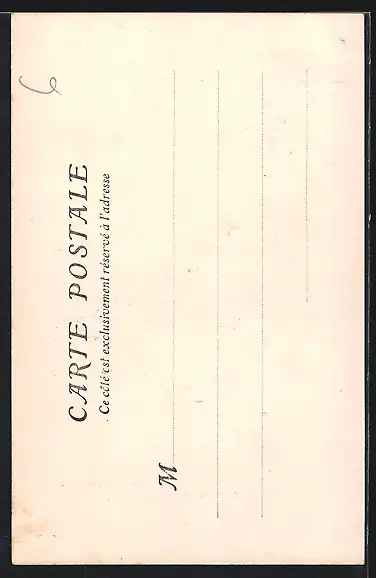 CARTE POSTALE
Ce côté est exclusivement réservé à l'adresse
M
6